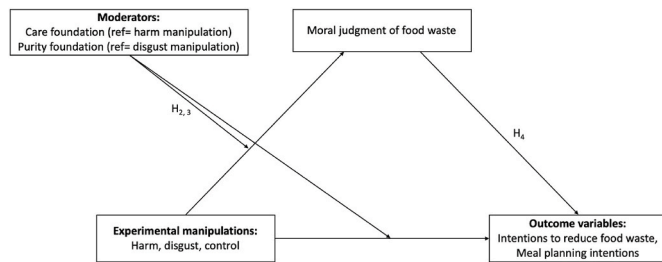 Moderators:
Care foundation (ref= harm manipulation)
Purity foundation (ref= disgust manipulation)
Moral judgment of food waste
H2, 3
H4
Experimental manipulations:
Harm, disgust, control
Outcome variables:
Intentions to reduce food waste,
Meal planning intentions